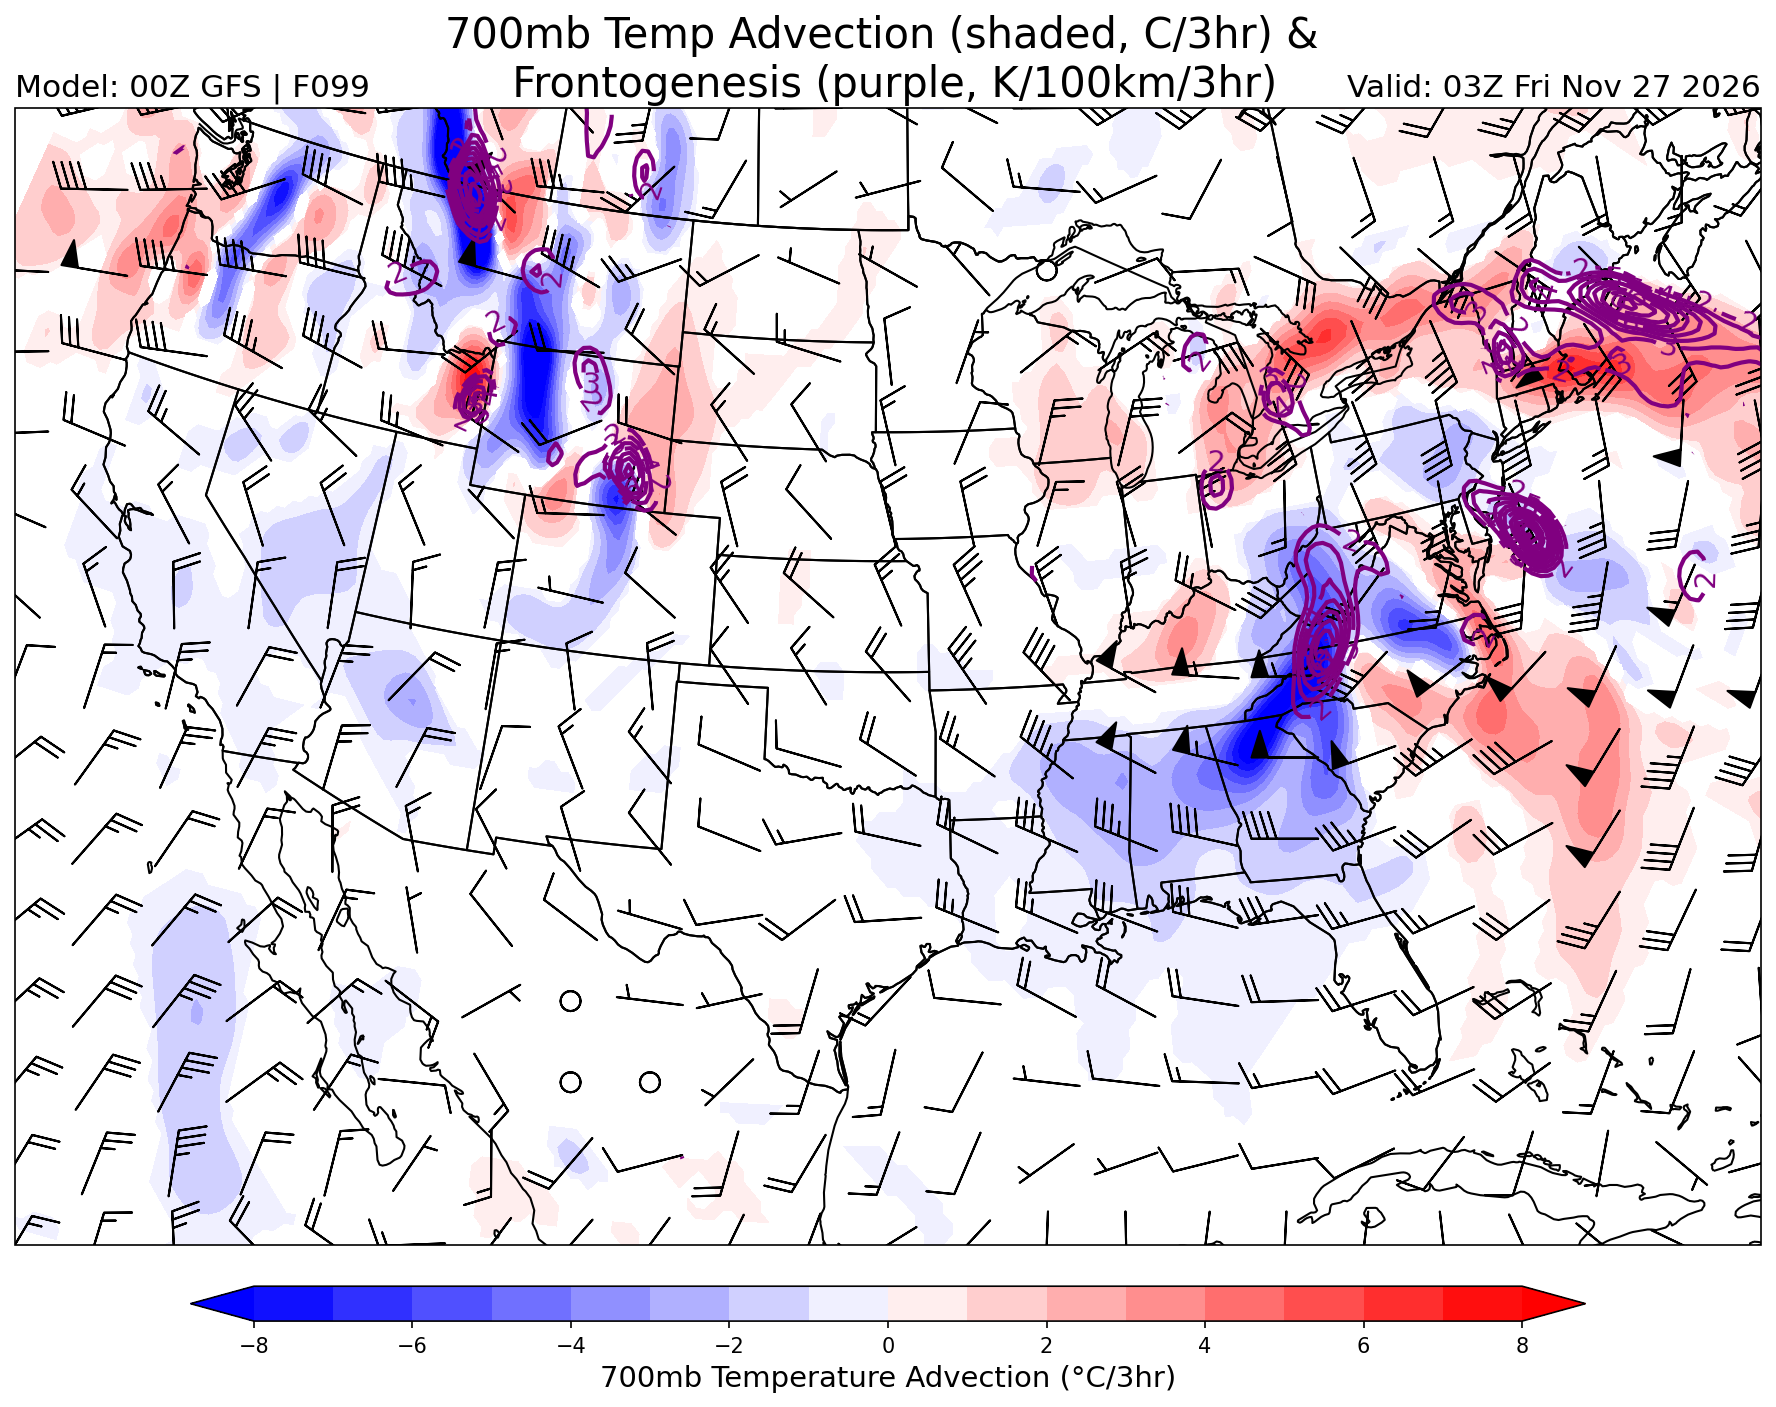 700mb Temp Advection (shaded, C/3hr) &
Model: 00Z GFS | F099 Frontogenesis (purple, K/100km/3hr) Valid: 03Z Fri Nov 27 2026
−8 −6 −4 −2 0 2 4 6 8
700mb Temperature Advection (°C/3hr)